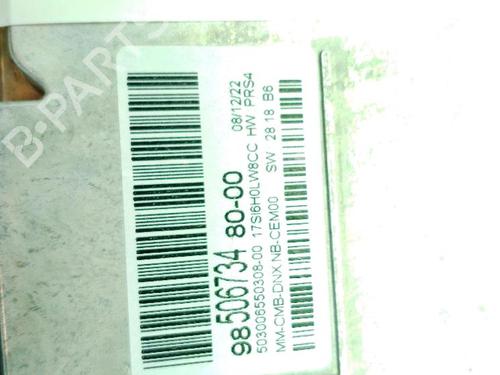 B-PARTS
08/12/22
98 506734 80-00
503006550308-00 17SI6H0LW8CC HW PRS4
MM-CMB-DNX.NB-CEM00 SW 28 18 B6